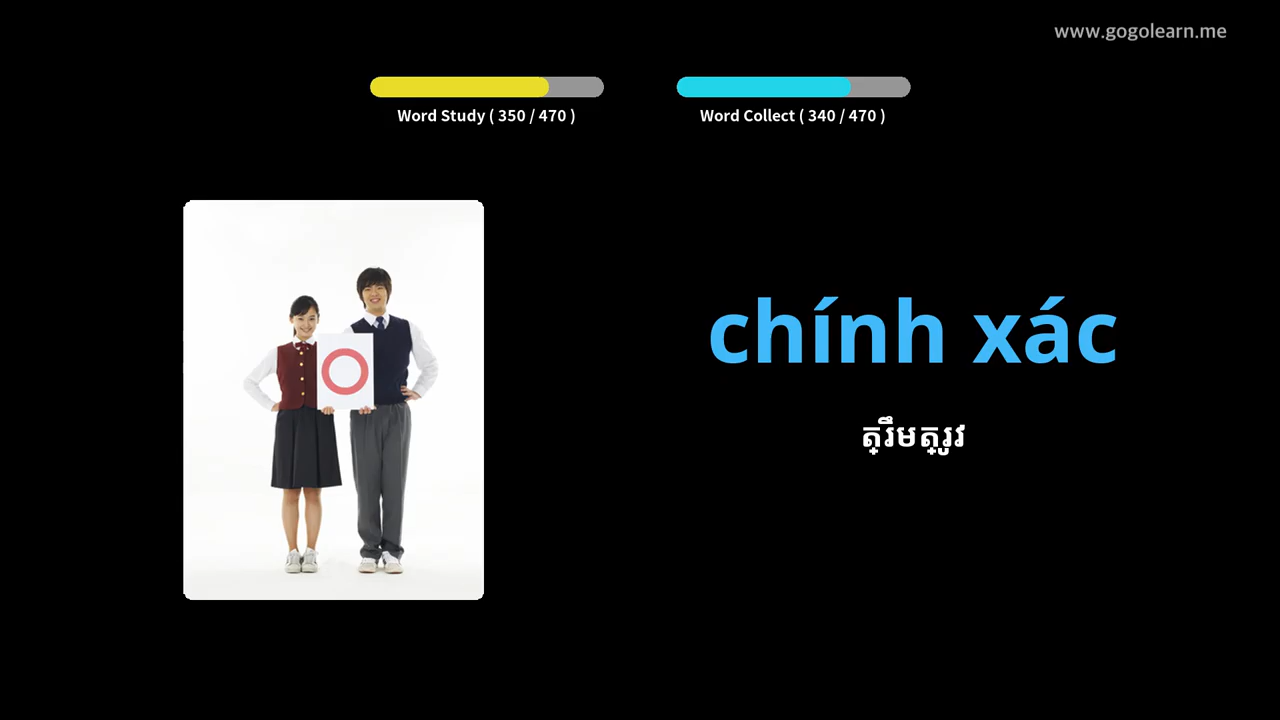 www.gogolearn.me
Word Study ( 350 / 470 )
Word Collect ( 340 / 470 )
chính xác
ត្រឹមត្រូវ